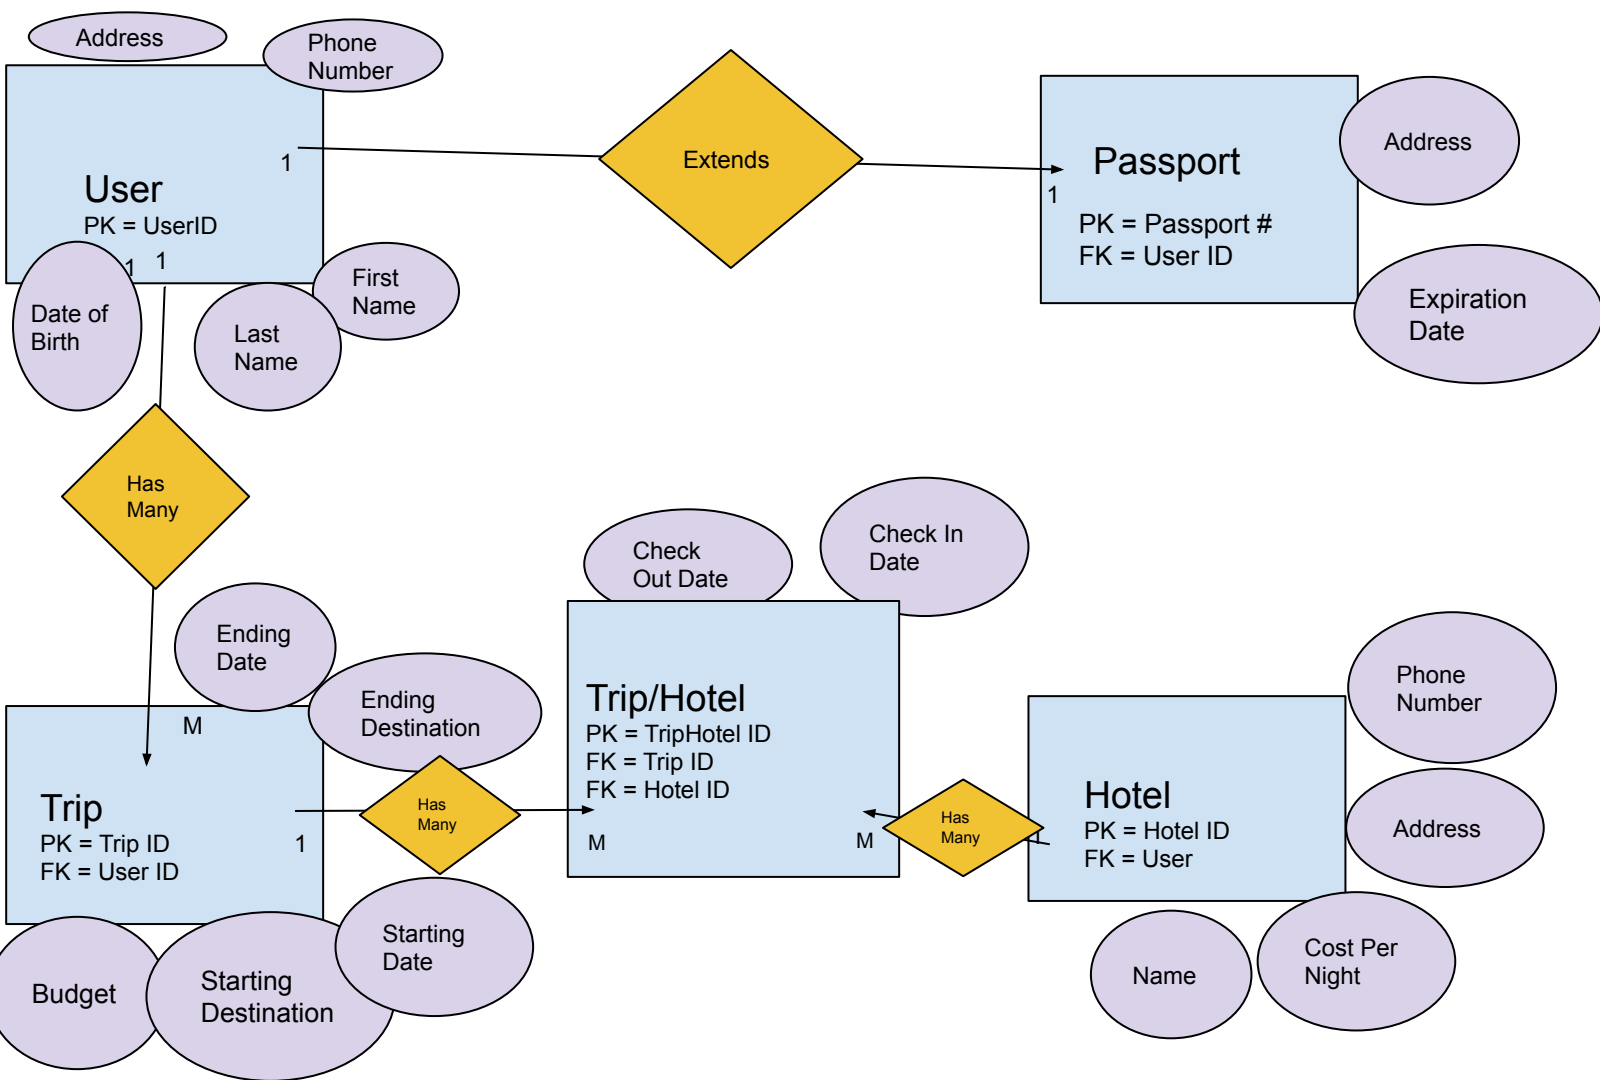 Address
Phone
Number
1
User
PK = UserID
1
1
Date of
Birth
Last
Name
First
Name
Extends
Passport
1
PK = Passport #
FK = User ID
Address
Expiration
Date
Has
Many
Ending
Date
Ending
Destination
M
Trip
PK = Trip ID
FK = User ID
1
Has
Many
Budget
Starting
Destination
Starting
Date
Check
Out Date
Check In
Date
Trip/Hotel
PK = TripHotel ID
FK = Trip ID
FK = Hotel ID
M
M
Has
Many
1
Hotel
PK = Hotel ID
FK = User
Phone
Number
Address
Name
Cost Per
Night